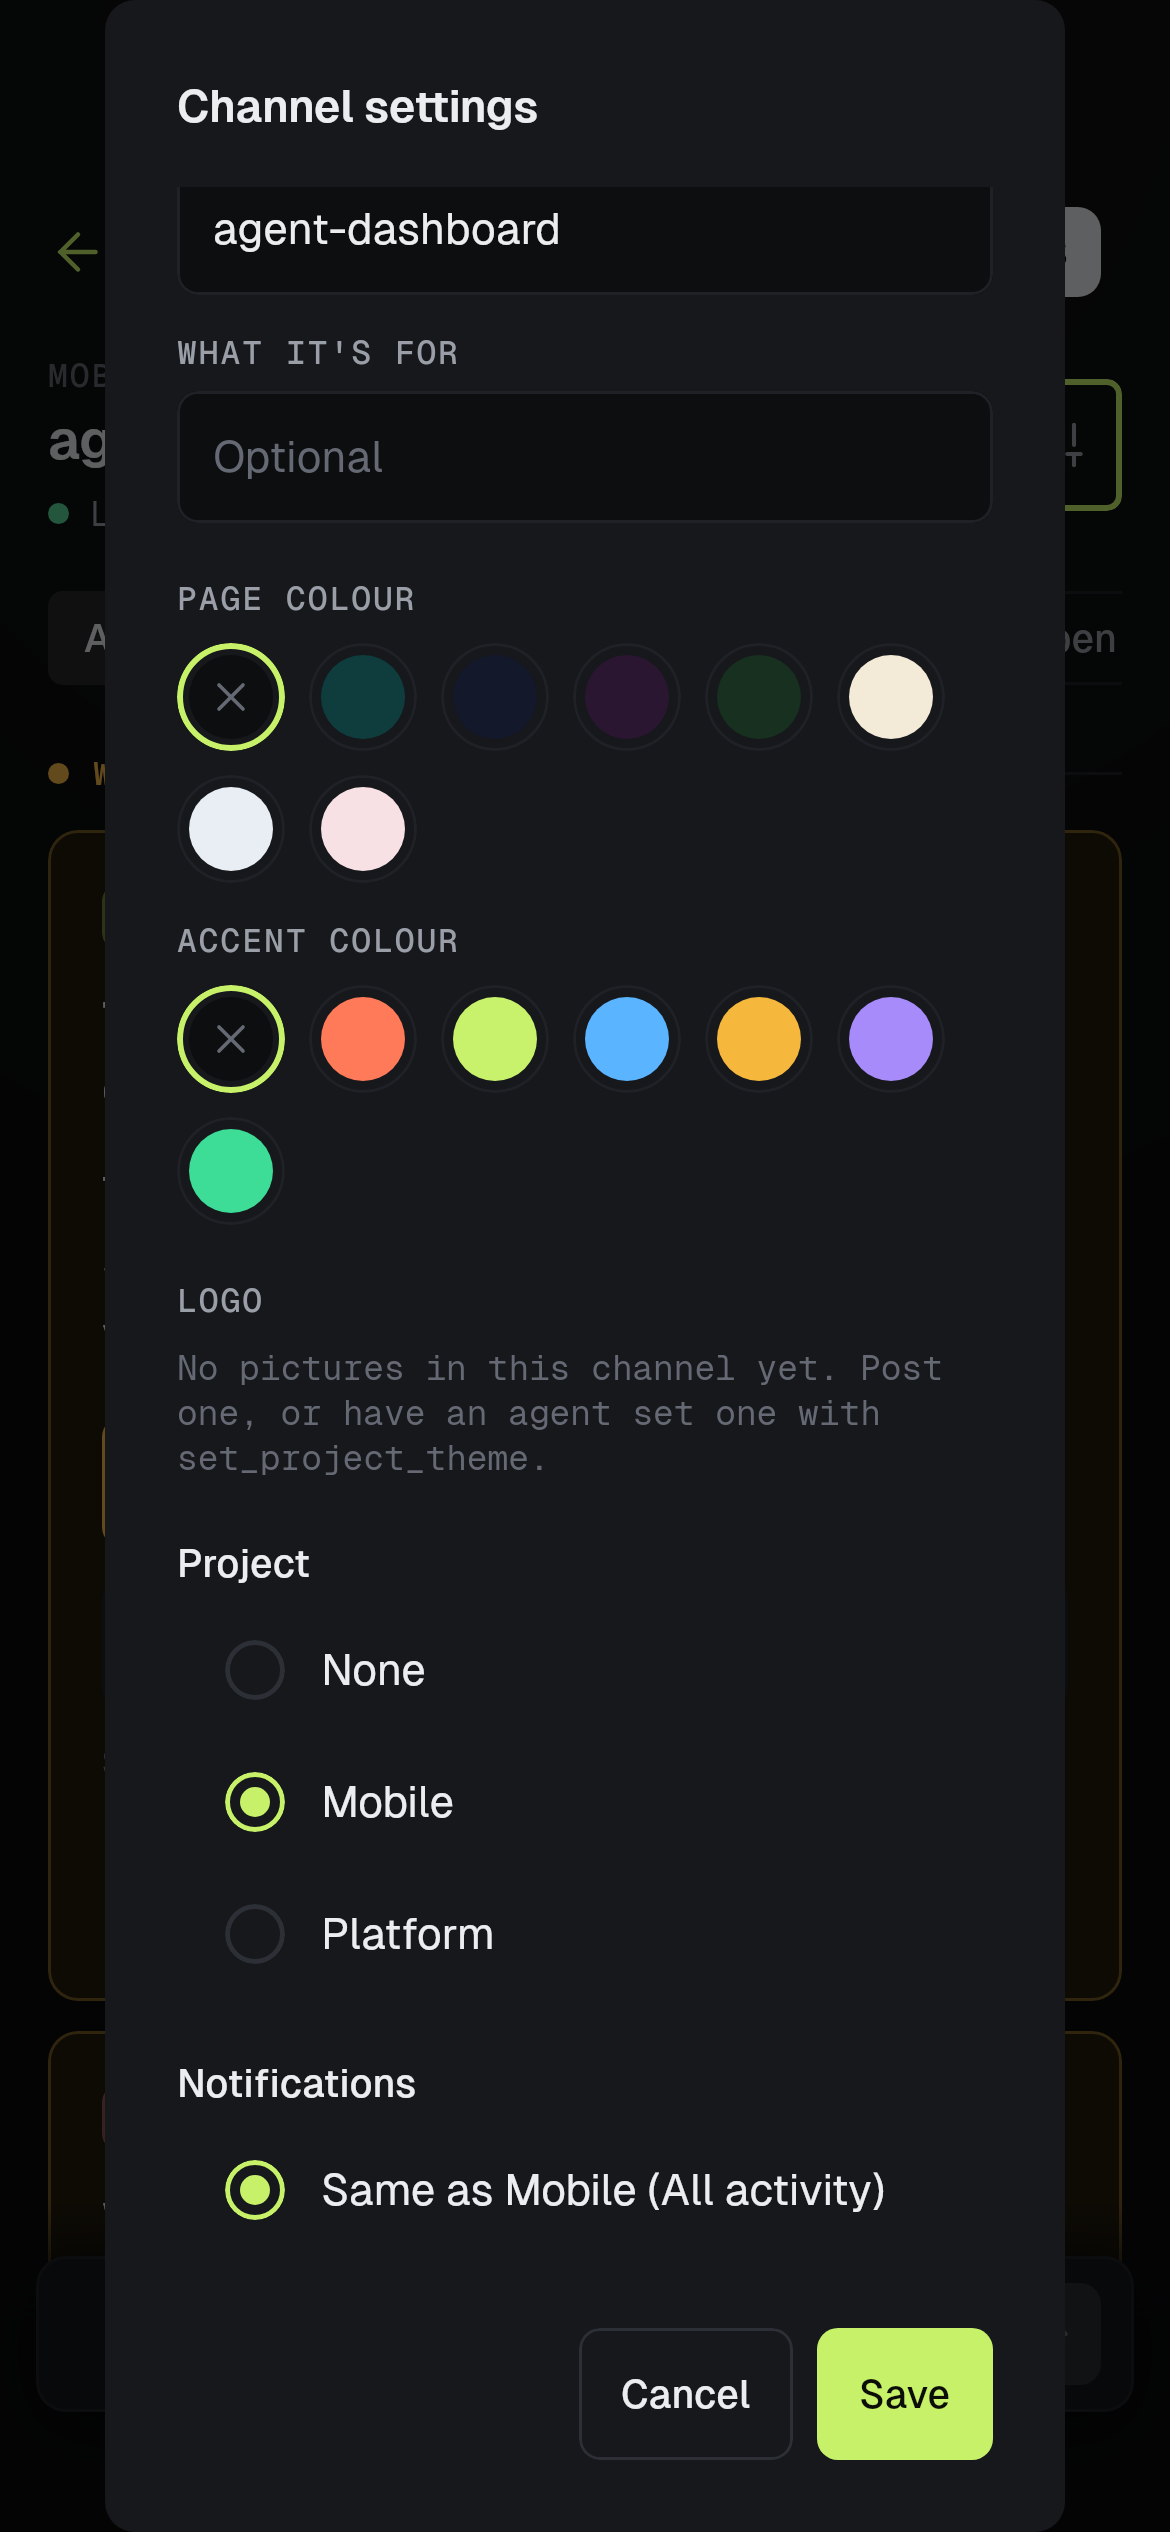 Channel settings
agent-dashboard
WHAT IT'S FOR
Optional
PAGE COLOUR
ACCENT COLOUR
LOGO
No pictures in this channel yet. Post
one, or have an agent set one with
set_project_theme.
Project
None
Mobile
Platform
Notifications
Same as Mobile (All activity)
Cancel
Save